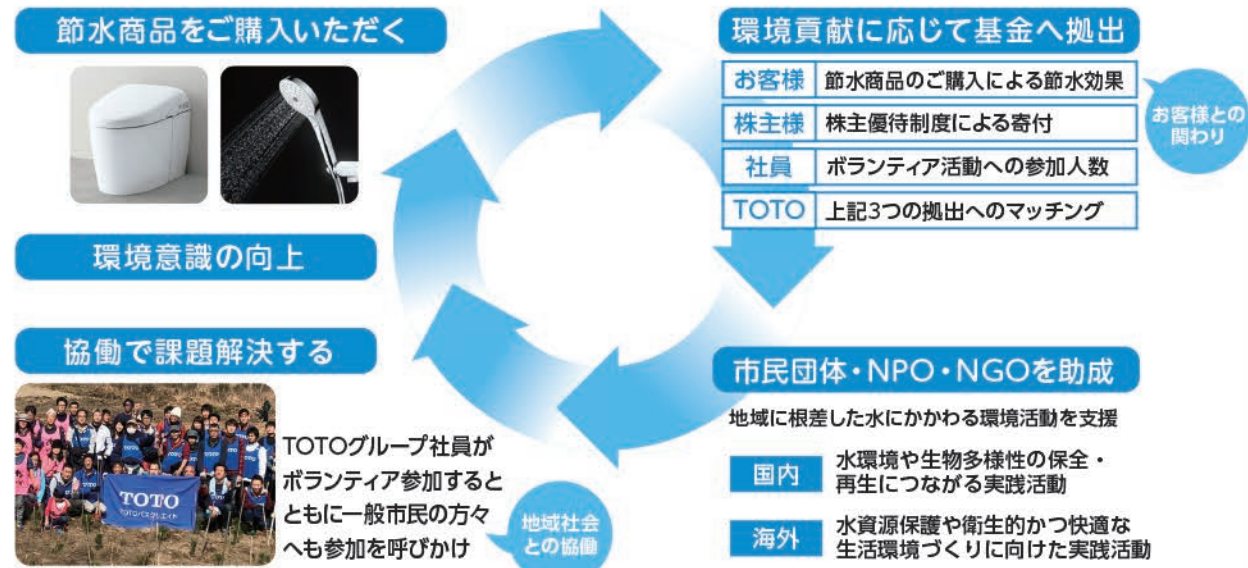 節水商品をご購入いただく
環境貢献に応じて基金へ拠出
お客様 節水商品のご購入による節水効果
株主様 株主優待制度による寄付
社員 ボランティア活動への参加人数
TOTO 上記3つの拠出へのマッチング
お客様との
関わり
環境意識の向上
協働で課題解決する
TOTO
TOTOバスクリエイト
TOTOグループ社員が
ボランティア参加すると
ともに一般市民の方々
へも参加を呼びかけ
地域社会
との協働
市民団体・NPO・NGOを助成
地域に根差した水にかかわる環境活動を支援
国内 水環境や生物多様性の保全・
再生につながる実践活動
海外 水資源保護や衛生的かつ快適な
生活環境づくりに向けた実践活動